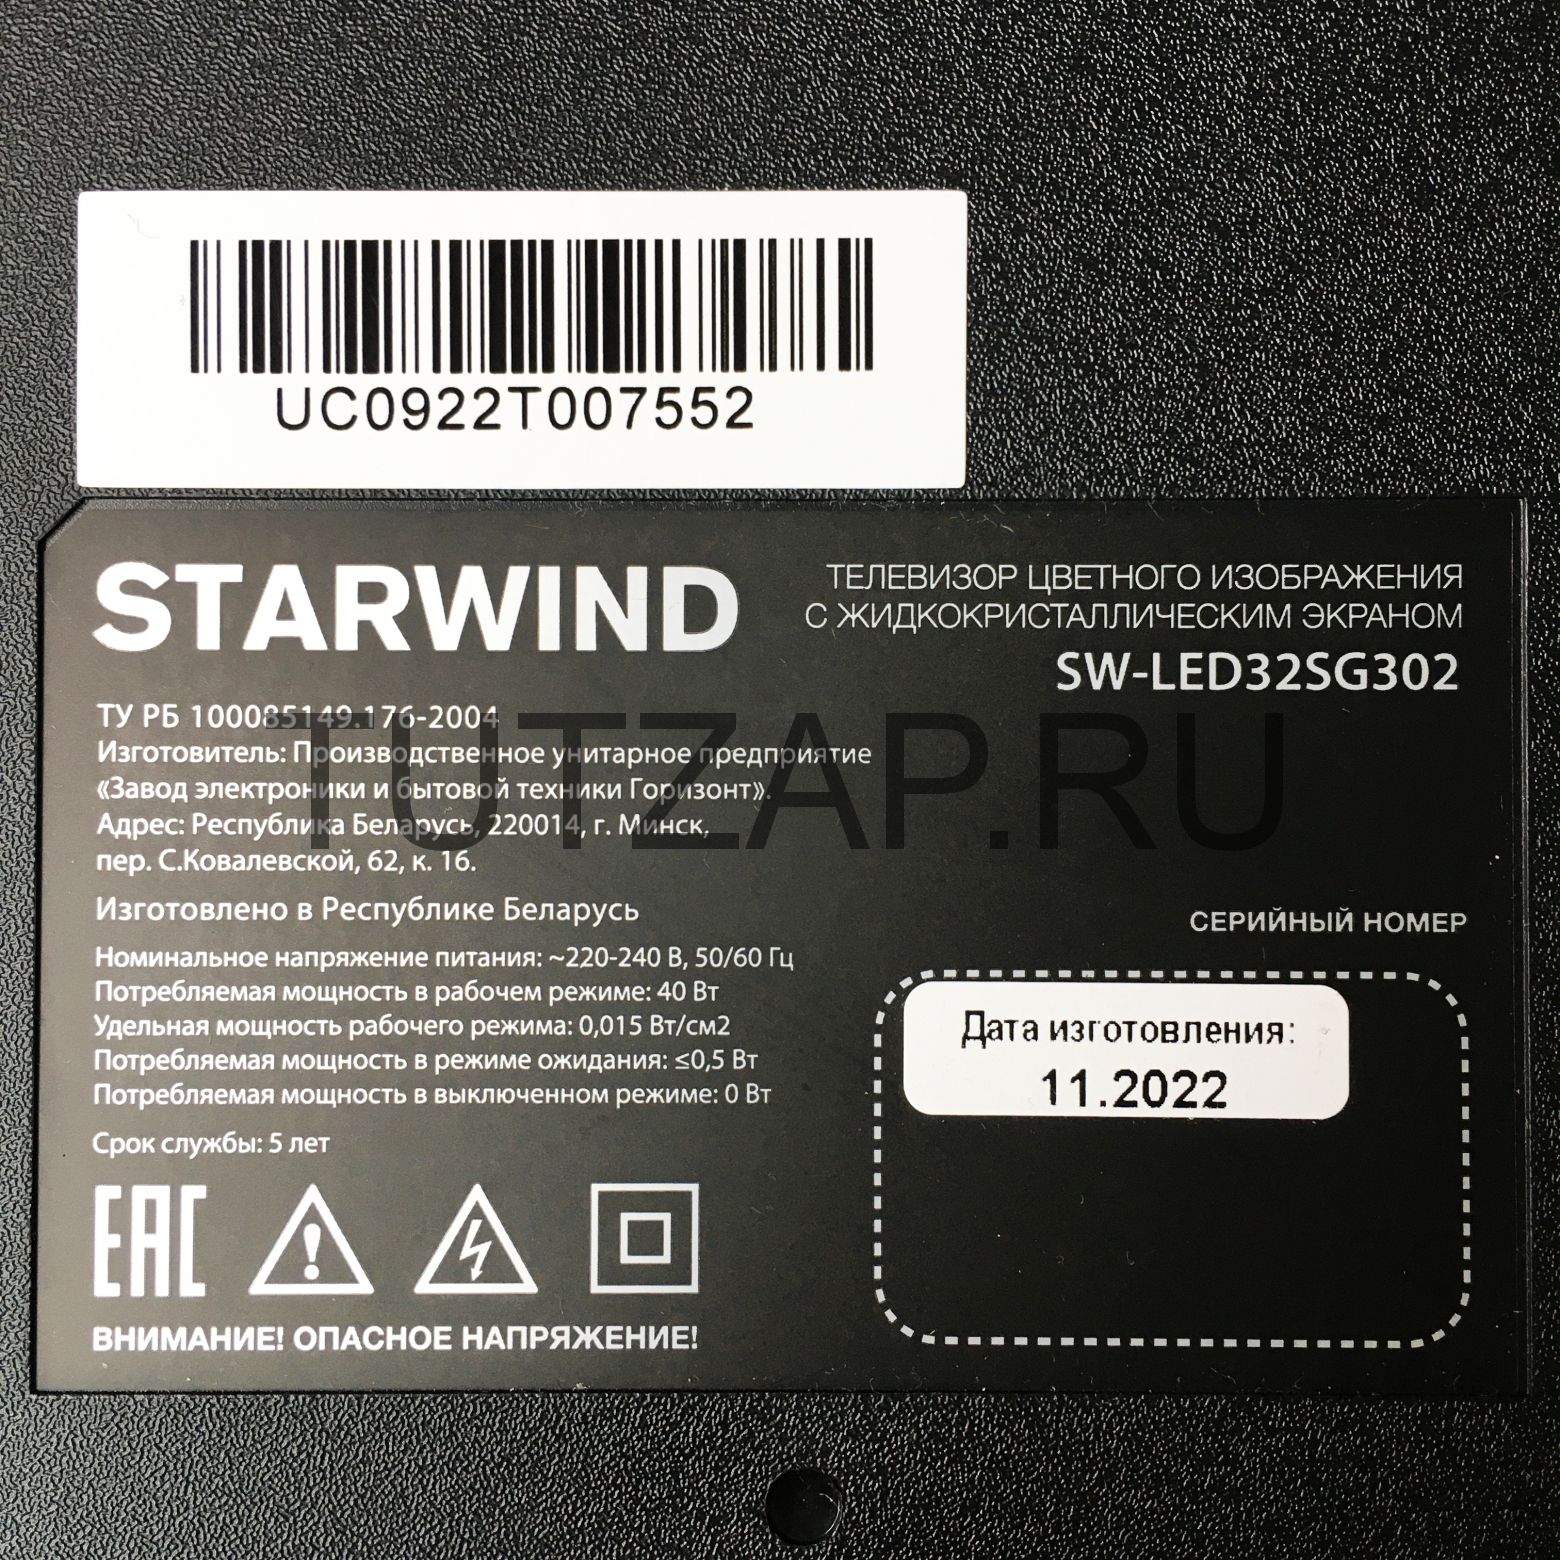 UC0922T007552
STARWIND
ТЕЛЕВИЗОР ЦВЕТНОГО ИЗОБРАЖЕНИЯ
С ЖИДКОКРИСТАЛЛИЧЕСКИМ ЭКРАНОМ
SW-LED32SG302
ТУ РБ 100085149.176-2004
Изготовитель: Производственное унитарное предприятие
«Завод электроники и бытовой техники Горизонт».
Адрес: Республика Беларусь, 220014, г. Минск,
пер. С.Ковалевской, 62, к. 16.
Изготовлено в Республике Беларусь
Номинальное напряжение питания: ~220-240 В, 50/60 Гц
Потребляемая мощность в рабочем режиме: 40 Вт
Удельная мощность рабочего режима: 0,015 Вт/см2
Потребляемая мощность в режиме ожидания: ≤0,5 Вт
Потребляемая мощность в выключенном режиме: 0 Вт
Срок службы: 5 лет
EAC
ВНИМАНИЕ! ОПАСНОЕ НАПРЯЖЕНИЕ!
СЕРИЙНЫЙ НОМЕР
Дата изготовления:
11.2022
TUTZAP.RU